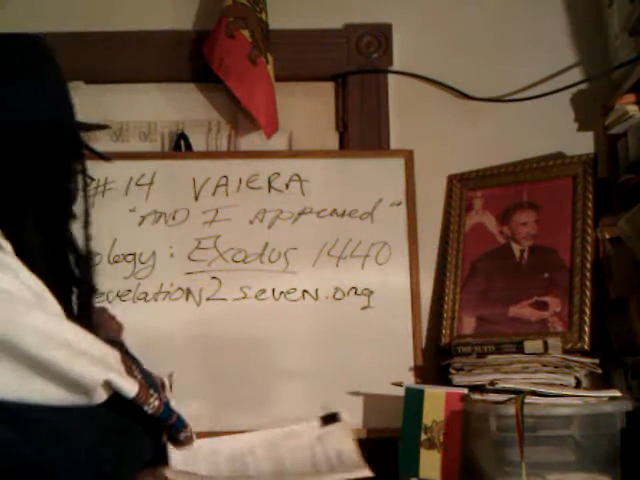 #14 VAIERA
"AND I Appeared"
ology: Exodus 1440
evelation2seven.org